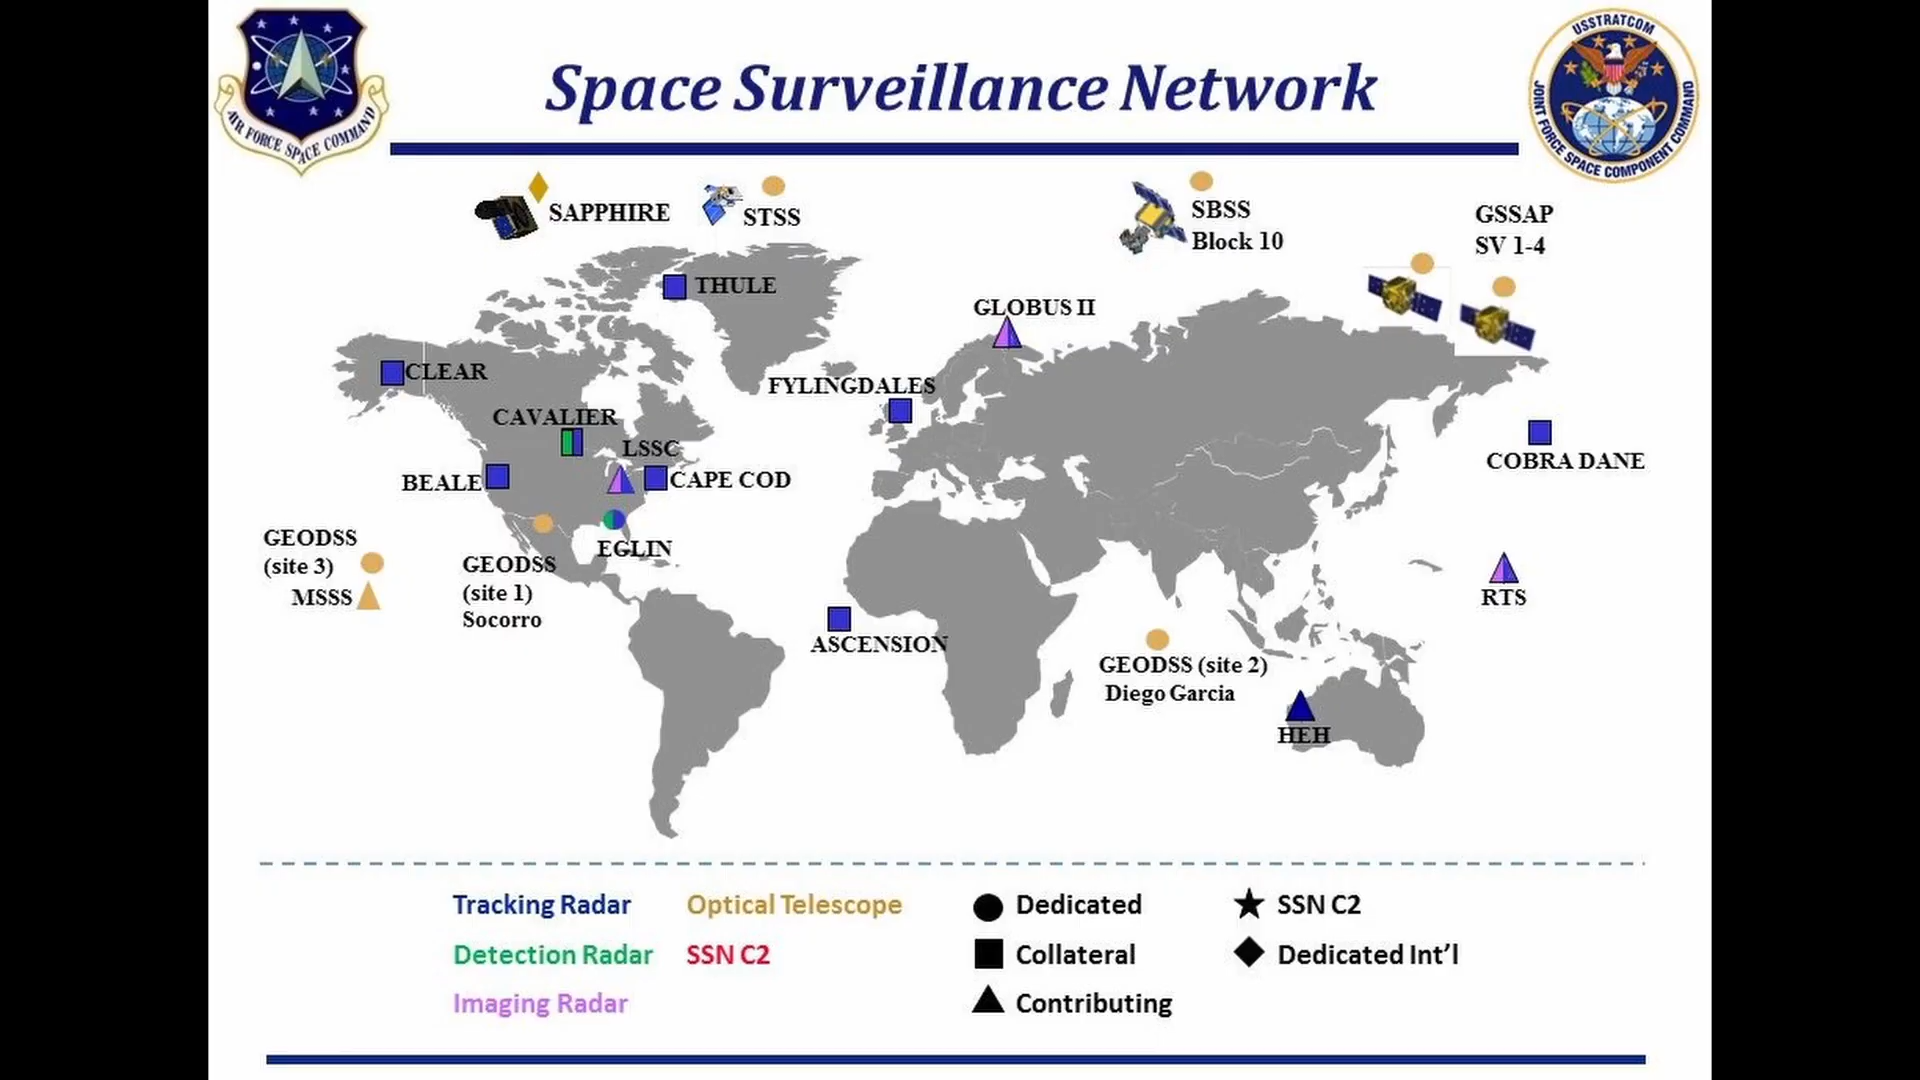 Space Surveillance Network
AIR FORCE SPACE COMMAND
USSTRATCOM
JOINT FORCE SPACE COMPONENT COMMAND
SAPPHIRE
STSS
SBSS
Block 10
GSSAP
SV 1-4
THULE
GLOBUS II
CLEAR
FYLINGDALES
CAVALIER
LSSC
BEALE
CAPE COD
COBRA DANE
GEODSS
(site 3)
MSSS
GEODSS
(site 1)
Socorro
EGLIN
RTS
ASCENSION
GEODSS (site 2)
Diego Garcia
HEH
Tracking Radar
Optical Telescope
Dedicated
SSN C2
Detection Radar
SSN C2
Collateral
Dedicated Int’l
Imaging Radar
Contributing